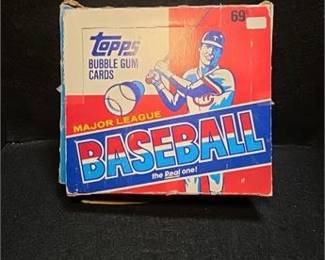 69¢
topps
BUBBLE GUM
CARDS
MAJOR LEAGUE
BASEBALL
the Real one!